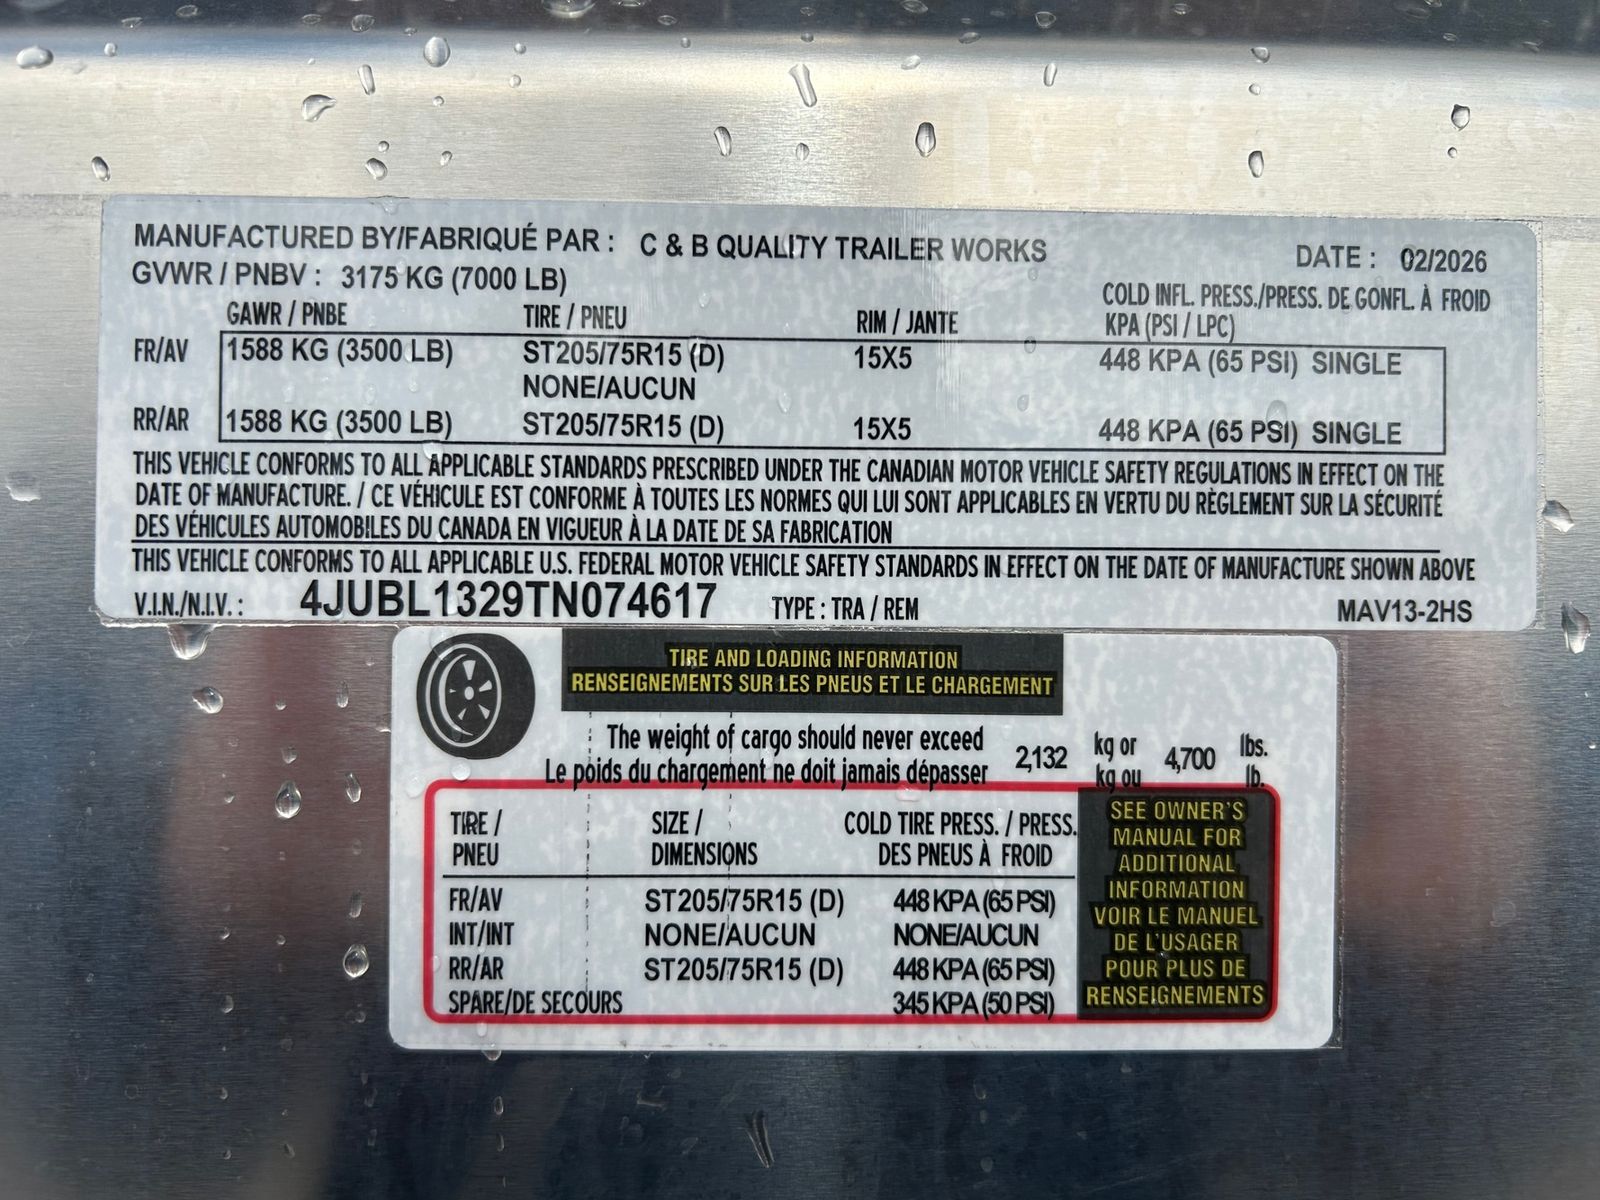 MANUFACTURED BY/FABRIQUÉ PAR : C & B QUALITY TRAILER WORKS DATE : 02/2026
GVWR / PNBV : 3175 KG (7000 LB)
GAWR / PNBE TIRE / PNEU RIM / JANTE COLD INFL. PRESS./PRESS. DE GONFL. À FROID
KPA (PSI / LPC)
FR/AV 1588 KG (3500 LB) ST205/75R15 (D) 15X5 448 KPA (65 PSI) SINGLE
NONE/AUCUN
RR/AR 1588 KG (3500 LB) ST205/75R15 (D) 15X5 448 KPA (65 PSI) SINGLE
THIS VEHICLE CONFORMS TO ALL APPLICABLE STANDARDS PRESCRIBED UNDER THE CANADIAN MOTOR VEHICLE SAFETY REGULATIONS IN EFFECT ON THE
DATE OF MANUFACTURE. / CE VÉHICULE EST CONFORME À TOUTES LES NORMES QUI LUI SONT APPLICABLES EN VERTU DU RÈGLEMENT SUR LA SÉCURITÉ
DES VÉHICULES AUTOMOBILES DU CANADA EN VIGUEUR À LA DATE DE SA FABRICATION
THIS VEHICLE CONFORMS TO ALL APPLICABLE U.S. FEDERAL MOTOR VEHICLE SAFETY STANDARDS IN EFFECT ON THE DATE OF MANUFACTURE SHOWN ABOVE
V.I.N./N.I.V. : 4JUBL1329TN074617 TYPE : TRA / REM MAV13-2HS
TIRE AND LOADING INFORMATION
RENSEIGNEMENTS SUR LES PNEUS ET LE CHARGEMENT
The weight of cargo should never exceed 2,132 kg or 4,700 lbs.
Le poids du chargement ne doit jamais dépasser kg ou lb.
TIRE / SIZE / COLD TIRE PRESS. / PRESS.
PNEU DIMENSIONS DES PNEUS À FROID
FR/AV ST205/75R15 (D) 448 KPA (65 PSI)
INT/INT NONE/AUCUN NONE/AUCUN
RR/AR ST205/75R15 (D) 448 KPA (65 PSI)
SPARE/DE SECOURS 345 KPA (50 PSI)
SEE OWNER'S
MANUAL FOR
ADDITIONAL
INFORMATION
VOIR LE MANUEL
DE L'USAGER
POUR PLUS DE
RENSEIGNEMENTS